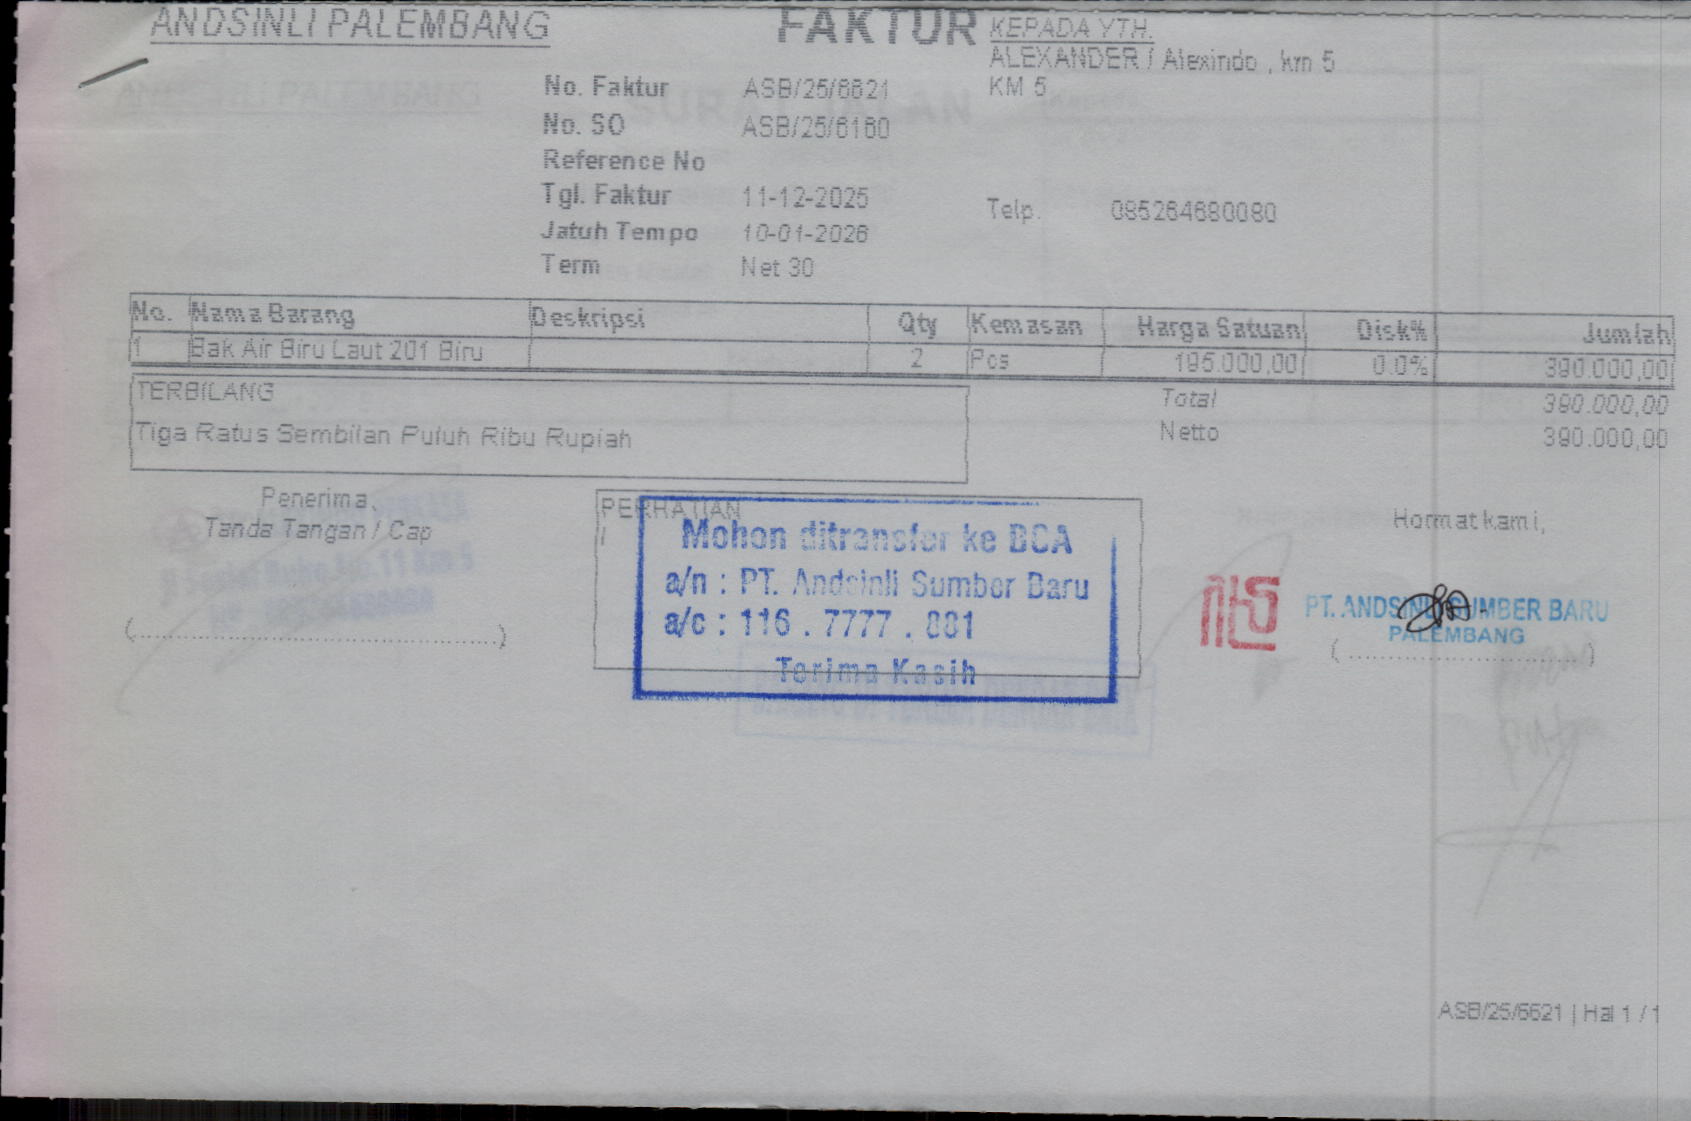 ANDSINLI PALEMBANG
FAKTUR
KEPADA YTH.
ALEXANDER / Alexindo , km 5
KM 5
No. Faktur ASB/25/6621
No. SO ASB/25/6160
Reference No
Tgl. Faktur 11-12-2025
Jatuh Tempo 10-01-2026
Term Net 30
Telp. 085264680080
No. Nama Barang Deskripsi Qty Kemasan Harga Satuan Disk% Jumlah
1 Bak Air Biru Laut 201 Biru 2 Pcs 195.000,00 0.0% 390.000,00
TERBILANG
Tiga Ratus Sembilan Puluh Ribu Rupiah
Total 390.000,00
Netto 390.000,00
Penerima,
Tanda Tangan / Cap
(................................................)
PERHATIAN
Mohon ditransfer ke BCA
a/n : PT. Andsinli Sumber Baru
a/c : 116 . 7777 . 881
Terima Kasih
Hormat kami,
PT. ANDSINLI SUMBER BARU
PALEMBANG
(................................)
ASB/25/6621 | Hal 1 / 1